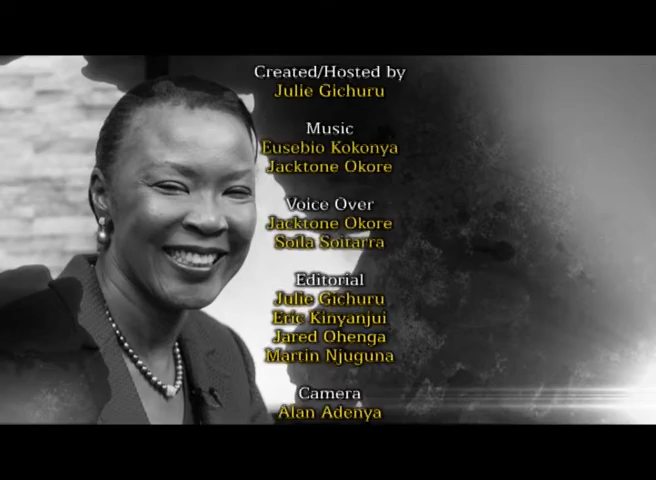 Created/Hosted by
Julie Gichuru
Music
Eusebio Kokonya
Jacktone Okore
Voice Over
Jacktone Okore
Soila Soitarra
Editorial
Julie Gichuru
Eric Kinyanjui
Jared Ohenga
Martin Njuguna
Camera
Alan Adenya